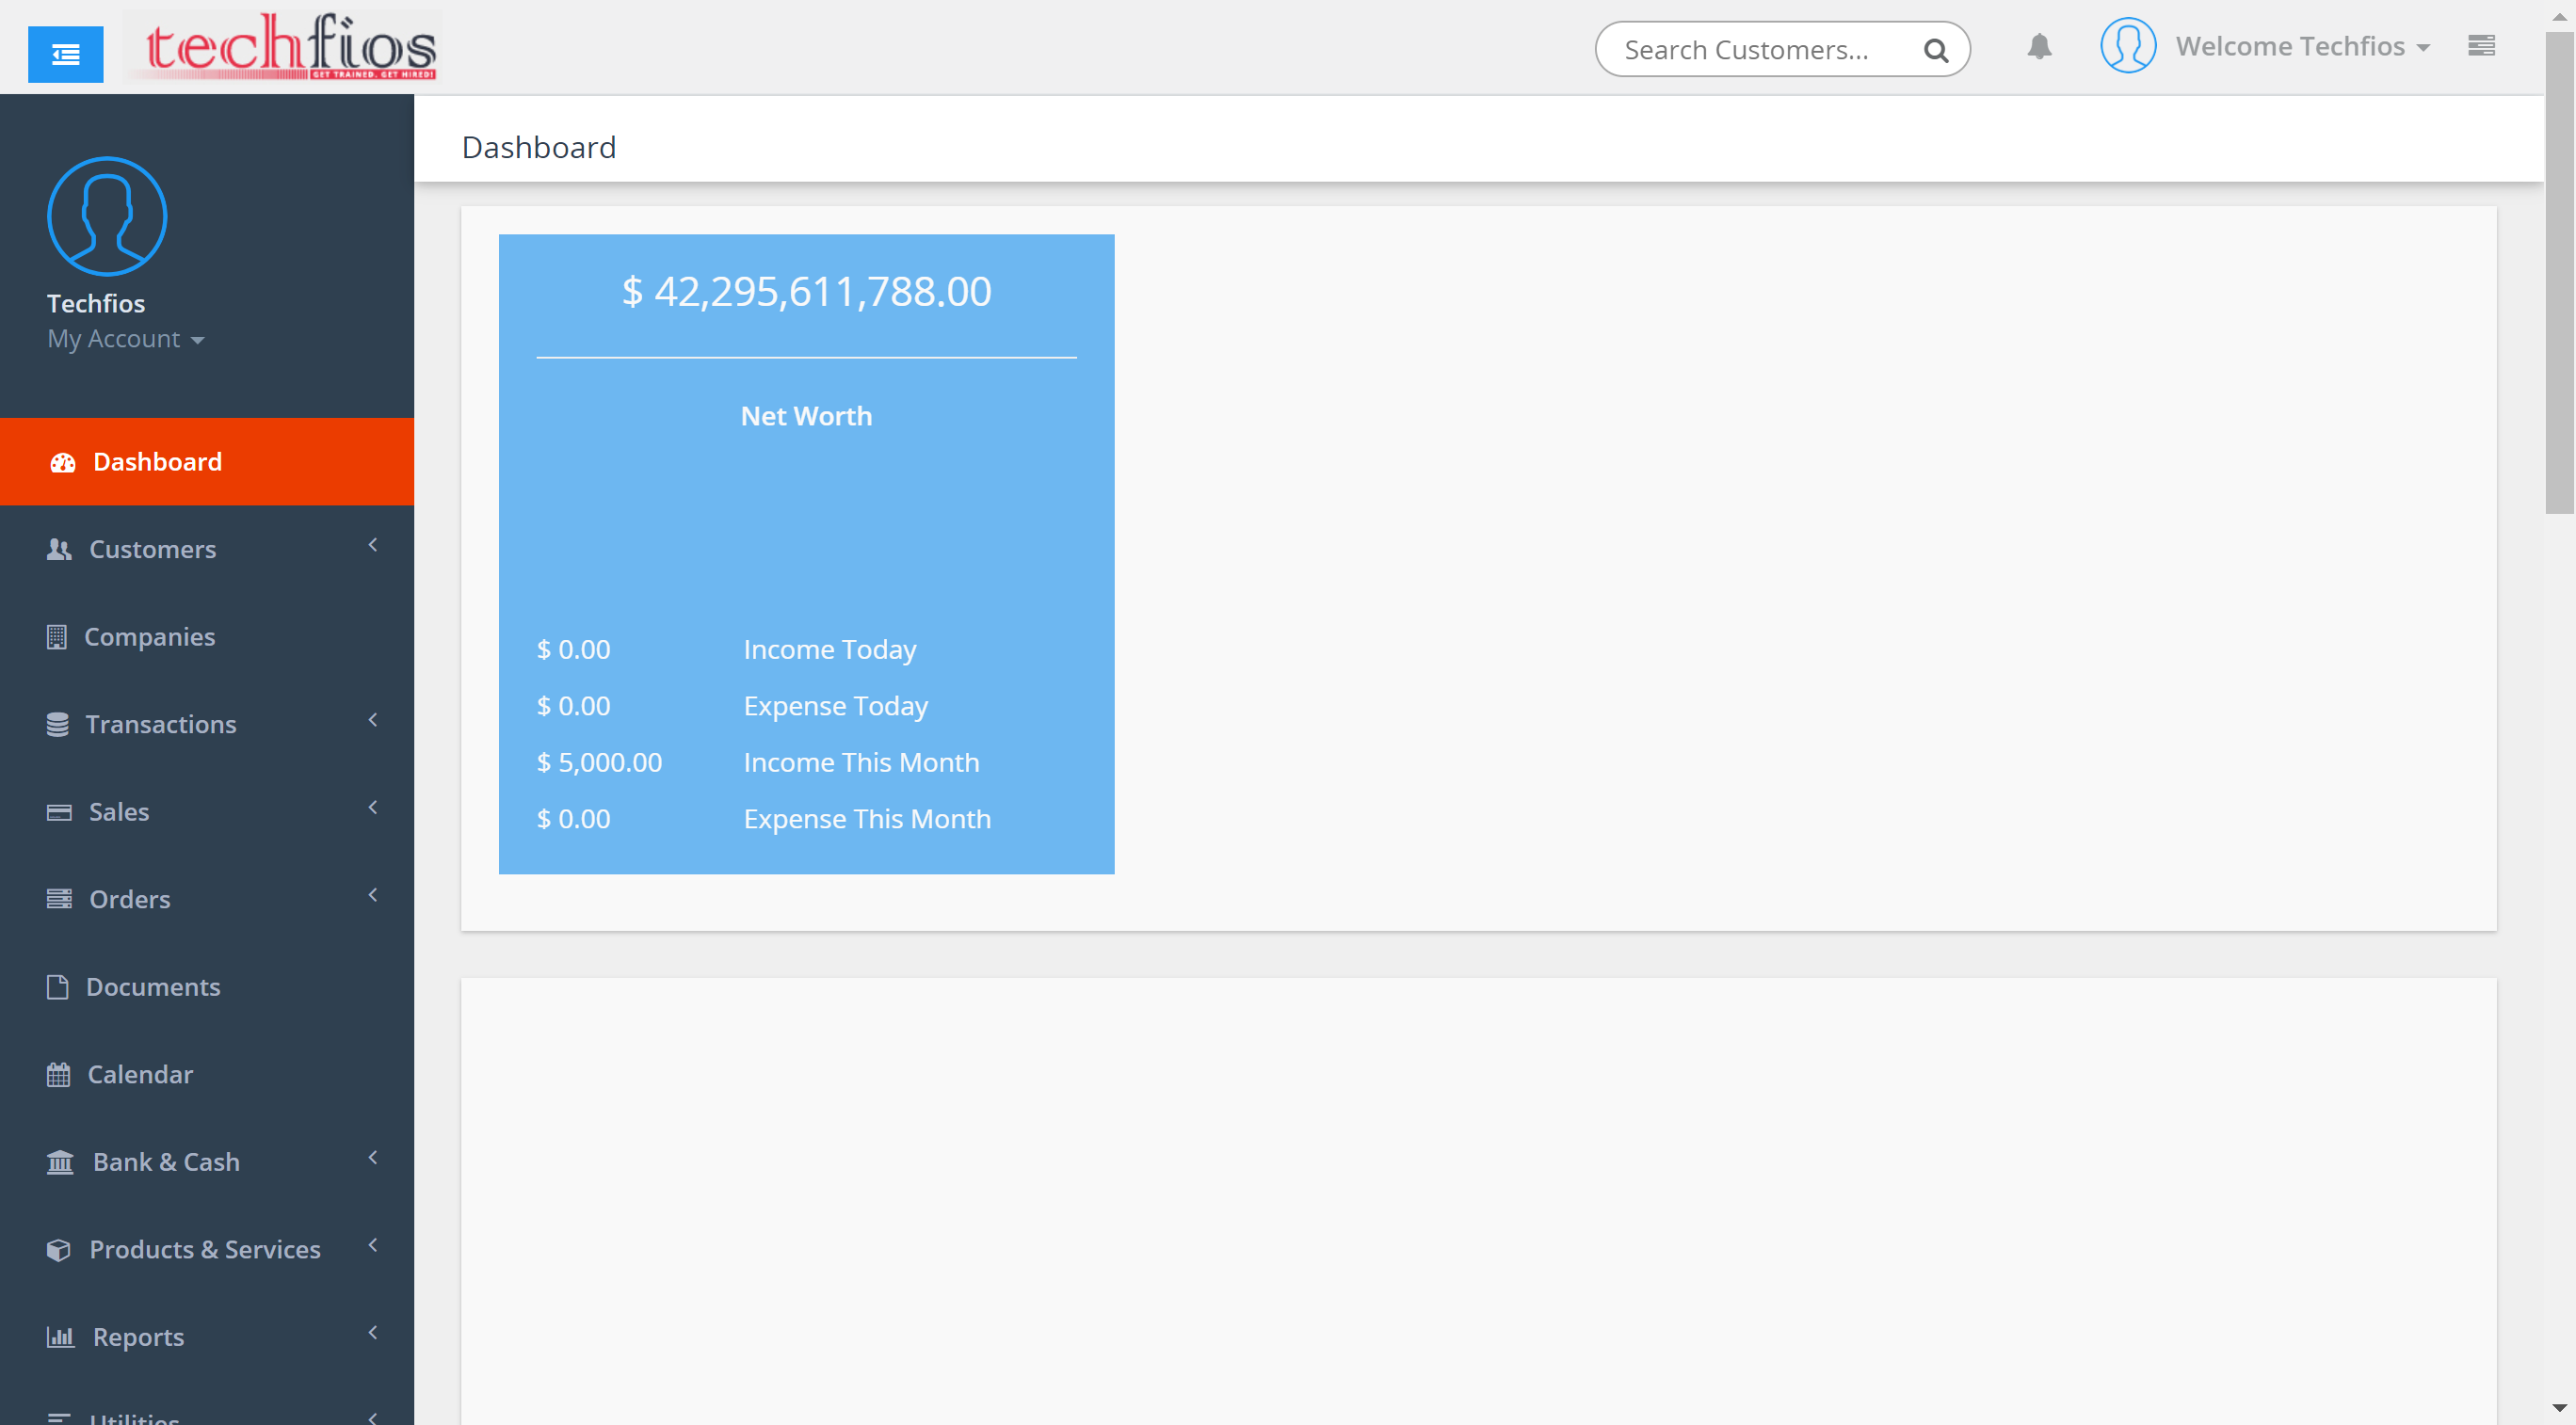 techfios
GET TRAINED. GET HIRED!
Search Customers...
Welcome Techfios
Techfios
My Account
Dashboard
Customers
Companies
Transactions
Sales
Orders
Documents
Calendar
Bank & Cash
Products & Services
Reports
Utilities
Dashboard
$ 42,295,611,788.00
Net Worth
$ 0.00 Income Today
$ 0.00 Expense Today
$ 5,000.00 Income This Month
$ 0.00 Expense This Month